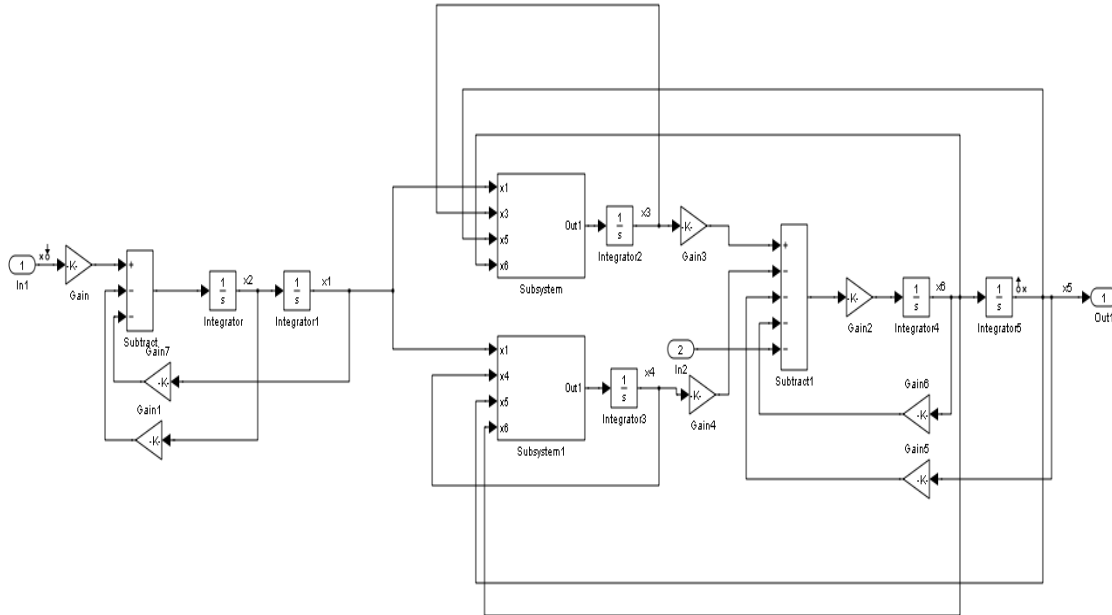 1
In1
x
-K-
Gain
+
−
−
Subtract
1
s
Integrator
x2
1
s
Integrator1
x1
Gain7
-K-
Gain1
-K-
x1
x3
x5
x6
Out1
Subsystem
1
s
Integrator2
x3
-K-
Gain3
x1
x4
x5
x6
Out1
Subsystem1
1
s
Integrator3
x4
-K-
Gain4
2
In2
+
−
−
−
−
Subtract1
-K-
Gain2
1
s
Integrator4
x6
1
s
Integrator5
x
x5
1
Out1
Gain6
-K-
Gain5
-K-